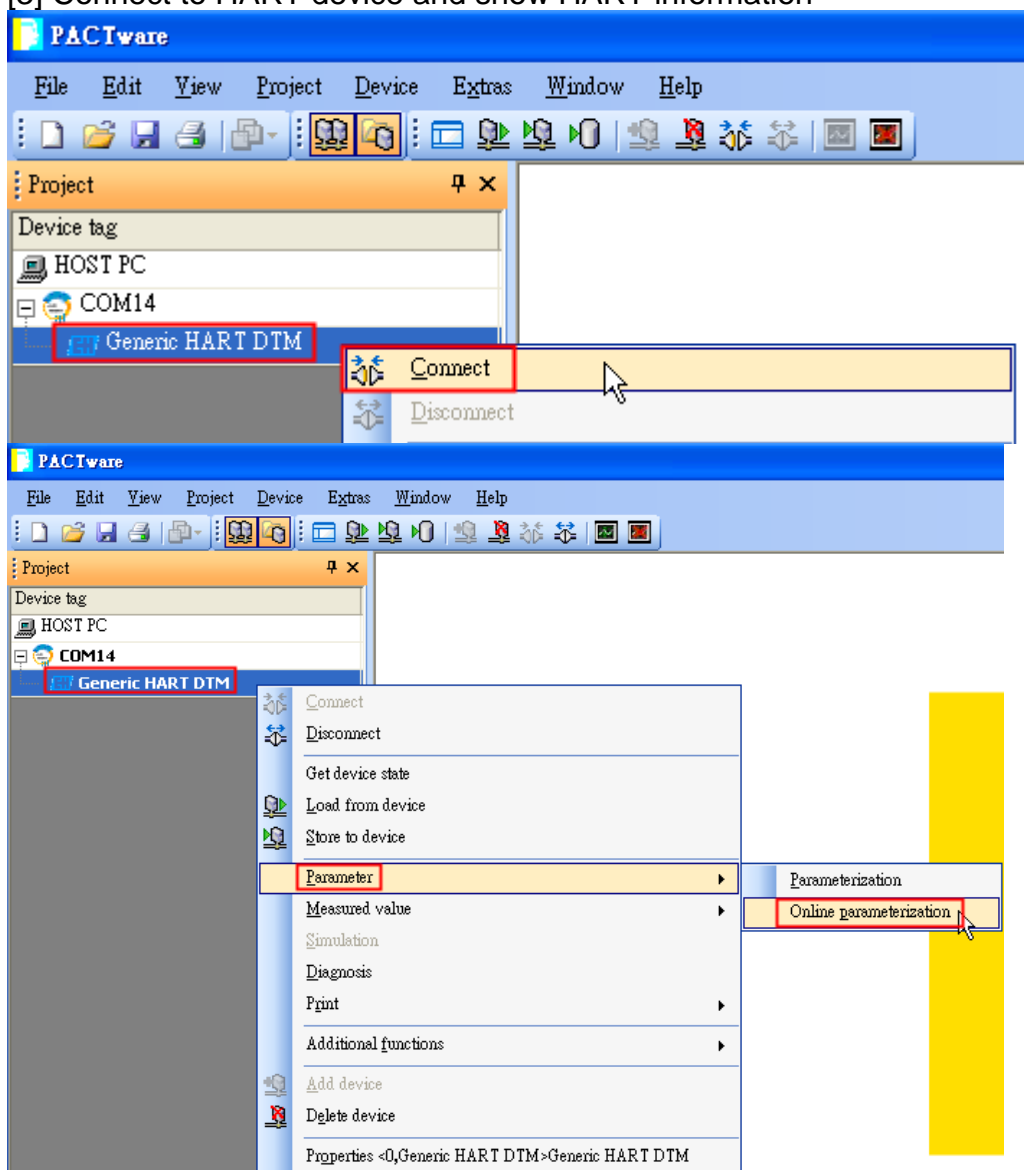 Connect to HART device and show HART information
PACTware
File Edit View Project Device Extras Window Help
Project
Device tag
HOST PC
COM14
Generic HART DTM
Connect
Disconnect
PACTware
File Edit View Project Device Extras Window Help
Project
Device tag
HOST PC
COM14
Generic HART DTM
Connect
Disconnect
Get device state
Load from device
Store to device
Parameter
Parameterization
Measured value
Online parameterization
Simulation
Diagnosis
Print
Additional functions
Add device
Delete device
Properties <0,Generic HART DTM>Generic HART DTM